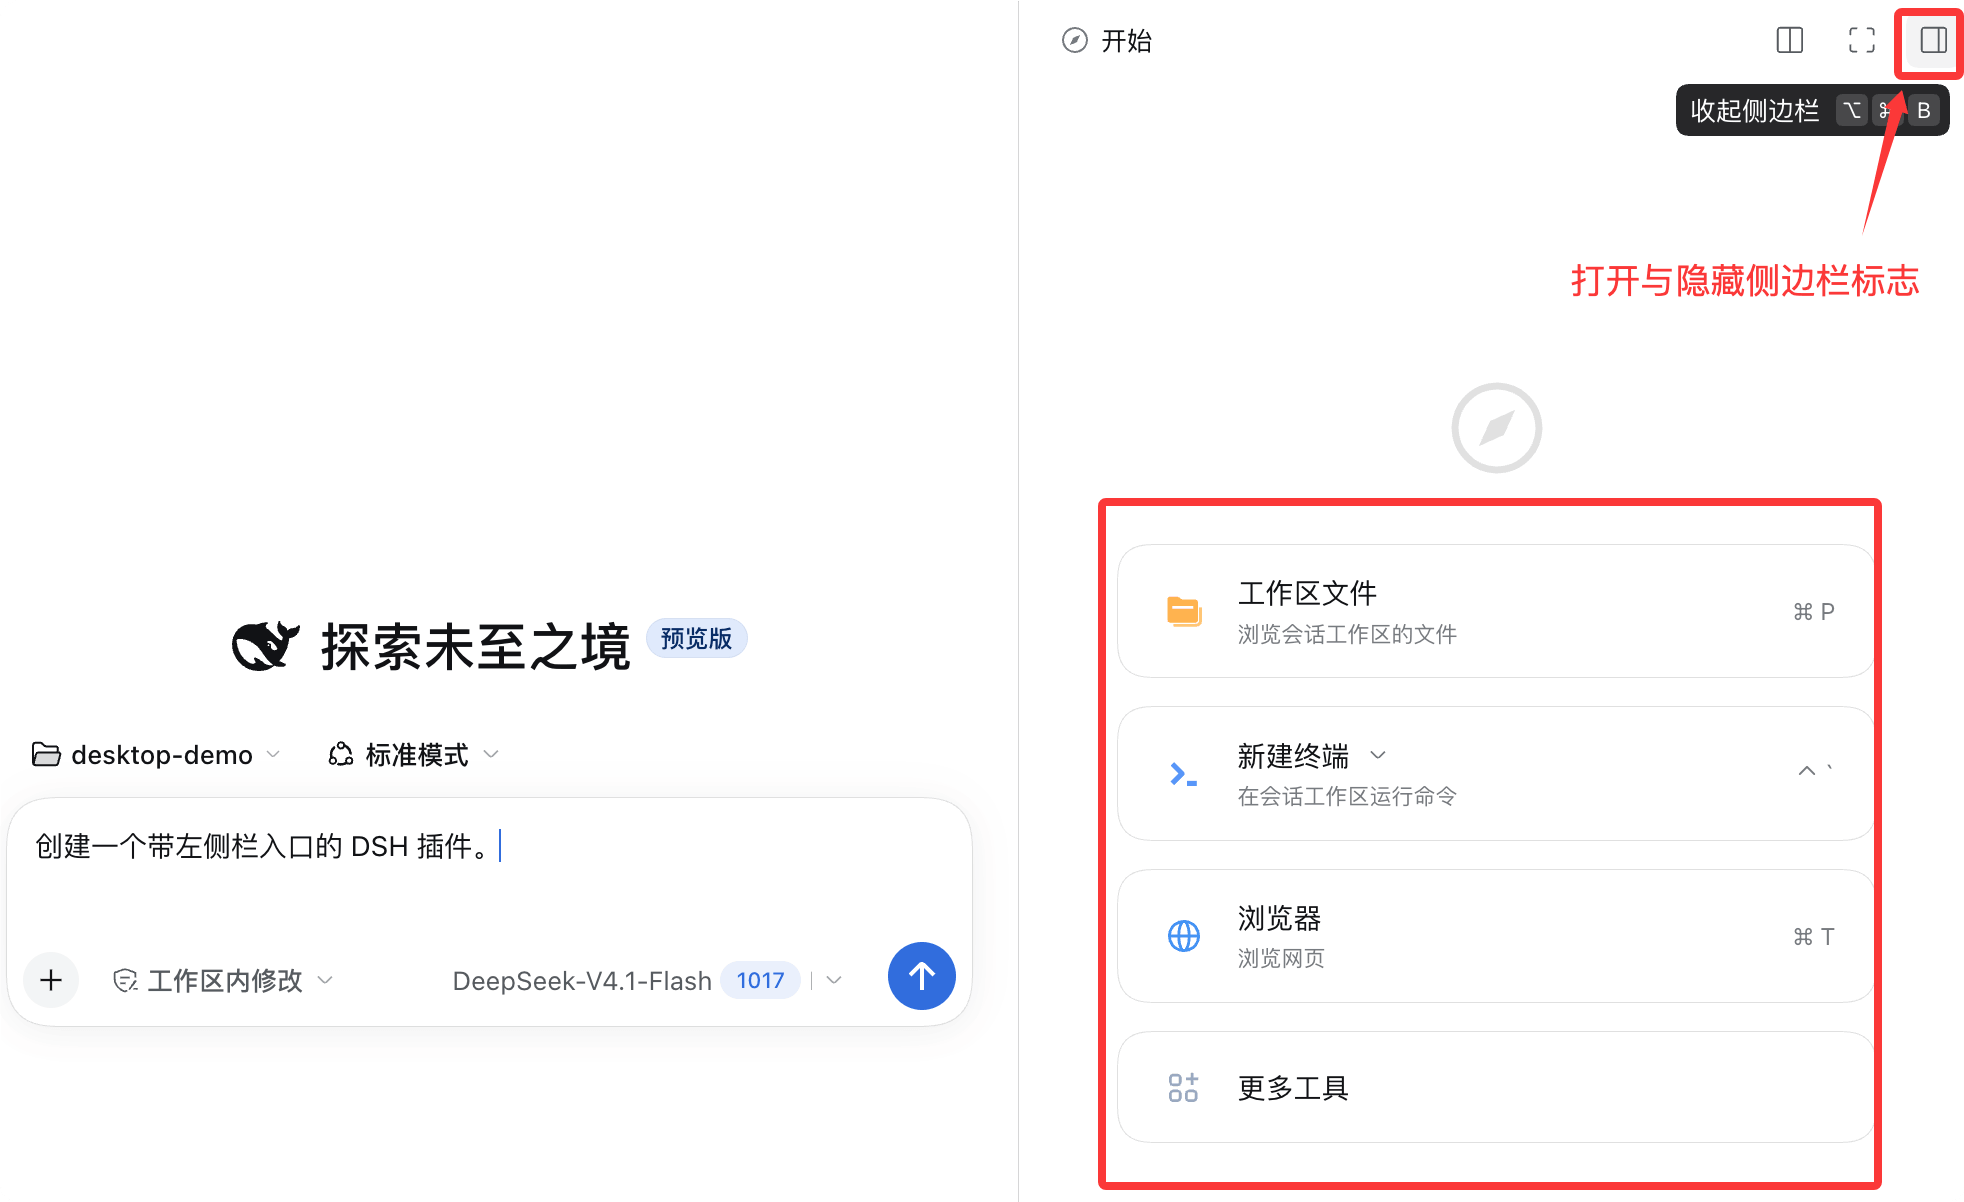 开始
收起侧边栏 ⌥ ⌘ B
打开与隐藏侧边栏标志
探索未至之境 预览版
desktop-demo 标准模式
创建一个带左侧栏入口的 DSH 插件。
工作区内修改 DeepSeek-V4.1-Flash 1017
工作区文件
浏览会话工作区的文件
⌘ P
新建终端
在会话工作区运行命令
^ `
浏览器
浏览网页
⌘ T
更多工具